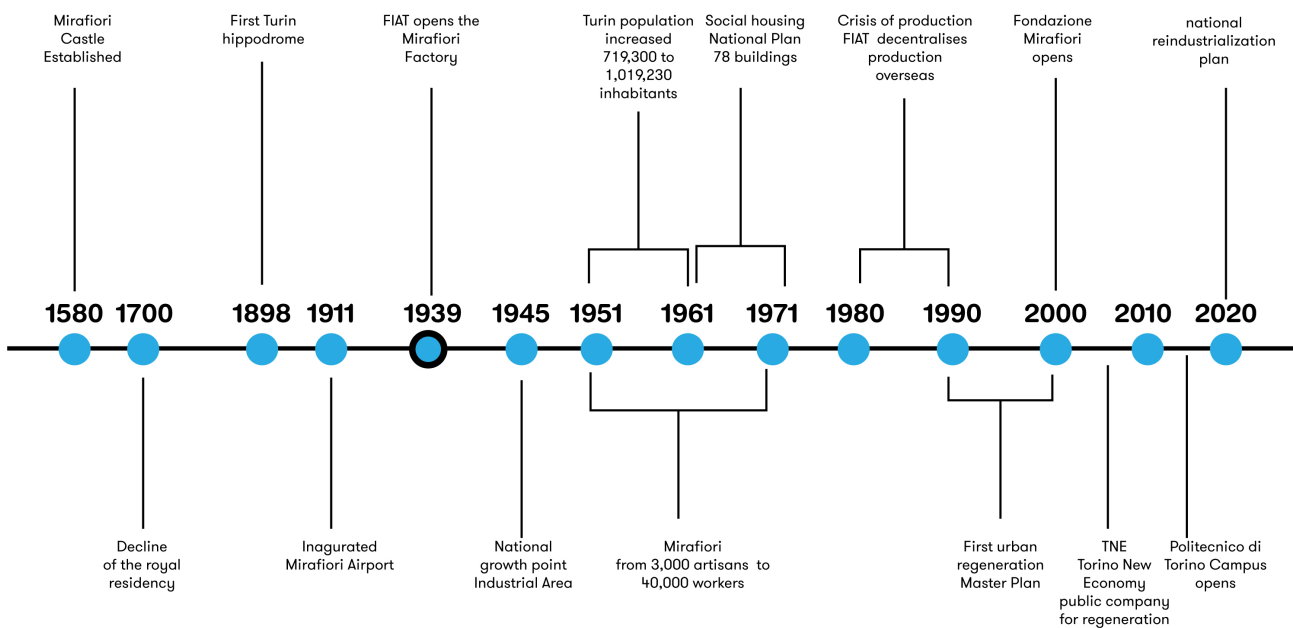 Mirafiori
Castle
Established
First Turin
hippodrome
FIAT opens the
Mirafiori
Factory
Turin population
increased
719,300 to
1,019,230
inhabitants
Social housing
National Plan
78 buildings
Crisis of production
FIAT decentralises
production
overseas
Fondazione
Mirafiori
opens
national
reindustrialization
plan
1580
1700
1898
1911
1939
1945
1951
1961
1971
1980
1990
2000
2010
2020
Decline
of the royal
residency
Inagurated
Mirafiori Airport
National
growth point
Industrial Area
Mirafiori
from 3,000 artisans to
40,000 workers
First urban
regeneration
Master Plan
TNE
Torino New
Economy
public company
for regeneration
Politecnico di
Torino Campus
opens